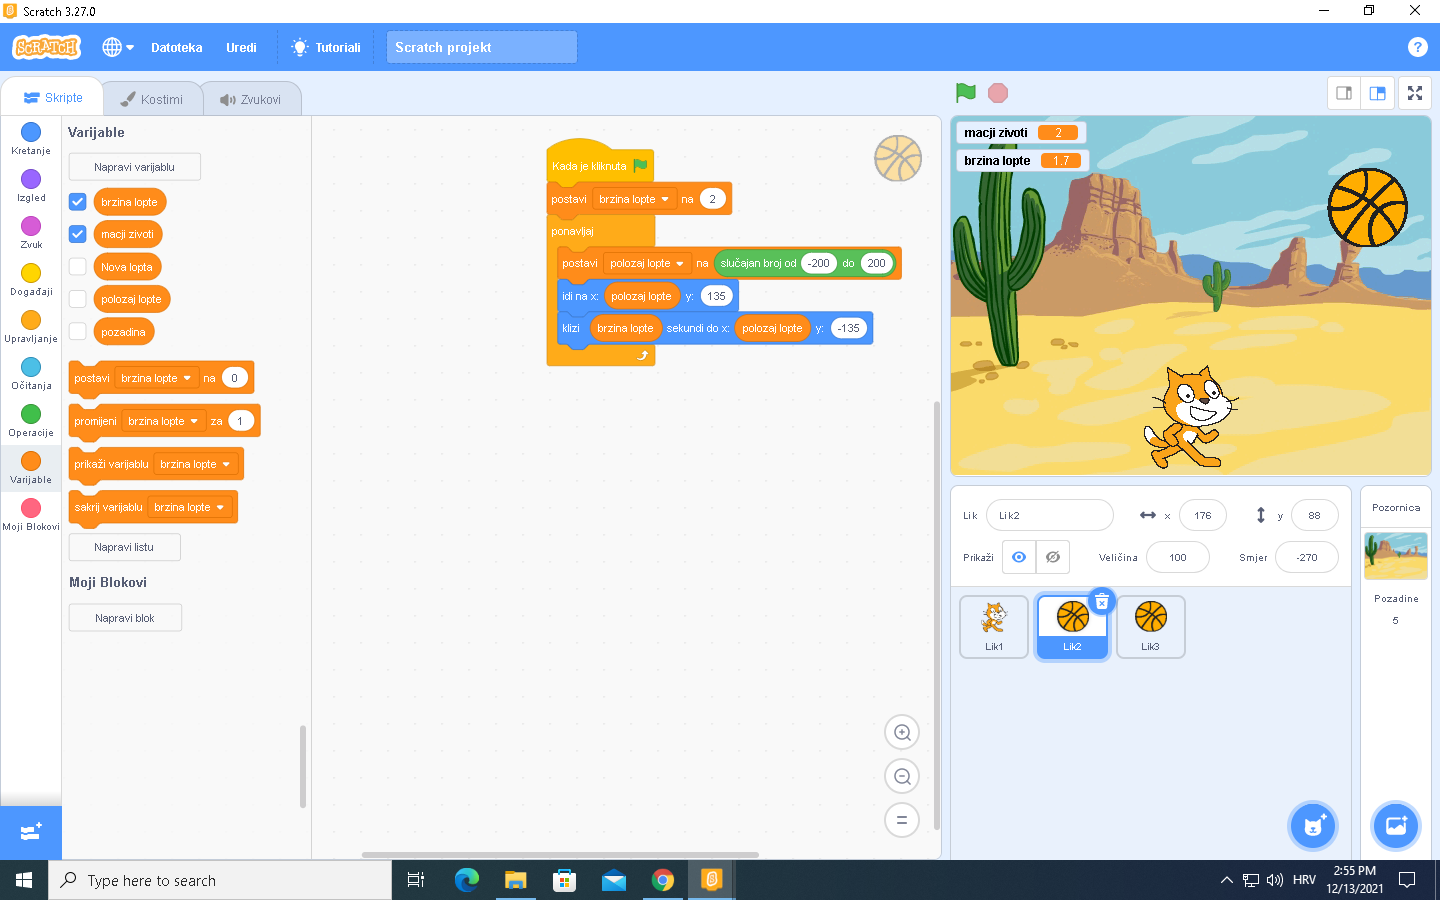 Scratch 3.27.0
SCRATCH
Datoteka
Uredi
Tutoriali
Scratch projekt
?
Skripte
Kostimi
Zvukovi
Kretanje
Izgled
Zvuk
Događaji
Upravljanje
Očitanja
Operacije
Varijable
Moji Blokovi
Varijable
Napravi varijablu
brzina lopte
macji zivoti
Nova lopta
polozaj lopte
pozadina
postavi brzina lopte na 0
promijeni brzina lopte za 1
prikaži varijablu brzina lopte
sakrij varijablu brzina lopte
Napravi listu
Moji Blokovi
Napravi blok
Kada je kliknuta
postavi brzina lopte na 2
ponavljaj
postavi polozaj lopte na slučajan broj od -200 do 200
idi na x: polozaj lopte y: 135
klizi brzina lopte sekundi do x: polozaj lopte y: -135
macji zivoti 2
brzina lopte 1.7
Lik Lik2 x 176 y 88
Prikaži Veličina 100 Smjer -270
Lik1
Lik2
Lik3
Pozornica
Pozadine
5
Type here to search
HRV
2:55 PM
12/13/2021